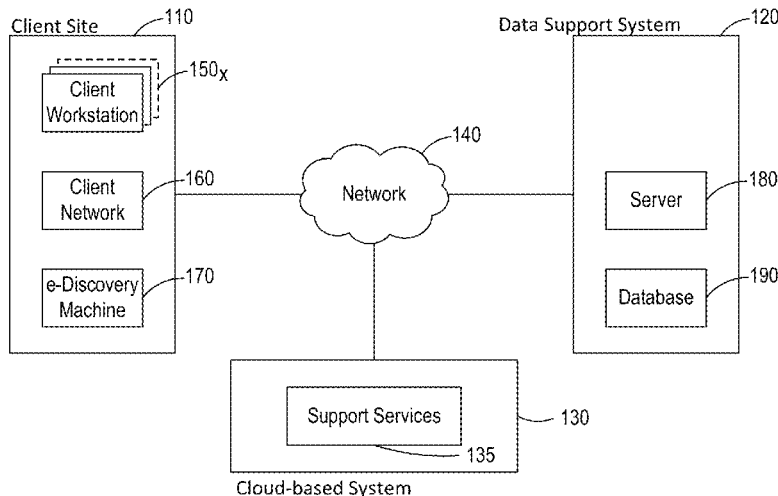 Client Site
110
Client
Workstation
150x
Client
Network
160
e-Discovery
Machine
170
140
Network
Data Support System
120
Server
180
Database
190
Support Services
135
130
Cloud-based System